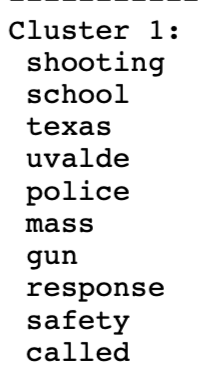 Cluster 1:
shooting
school
texas
uvalde
police
mass
gun
response
safety
called